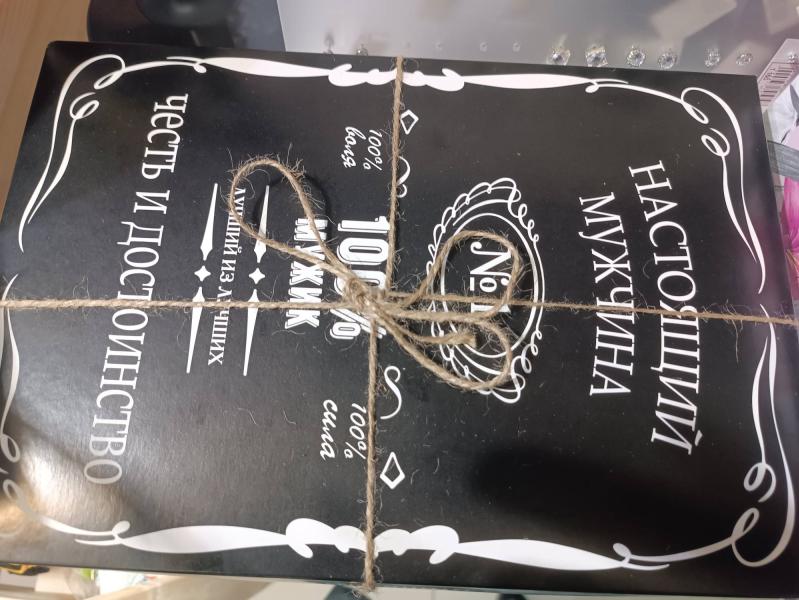 НАСТОЯЩИЙ
МУЖЧИНА
№1
100%
воля
100%
МУЖИК
100%
сила
ЛУЧШИЙ ИЗ ЛУЧШИХ
ЧЕСТЬ И ДОСТОИНСТВО